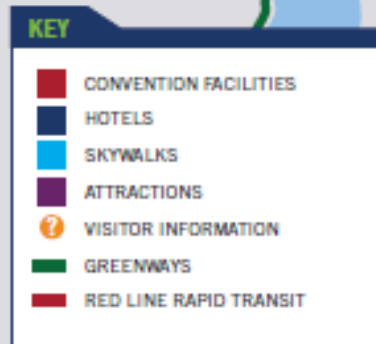 KEY
CONVENTION FACILITIES
HOTELS
SKYWALKS
ATTRACTIONS
? VISITOR INFORMATION
GREENWAYS
RED LINE RAPID TRANSIT